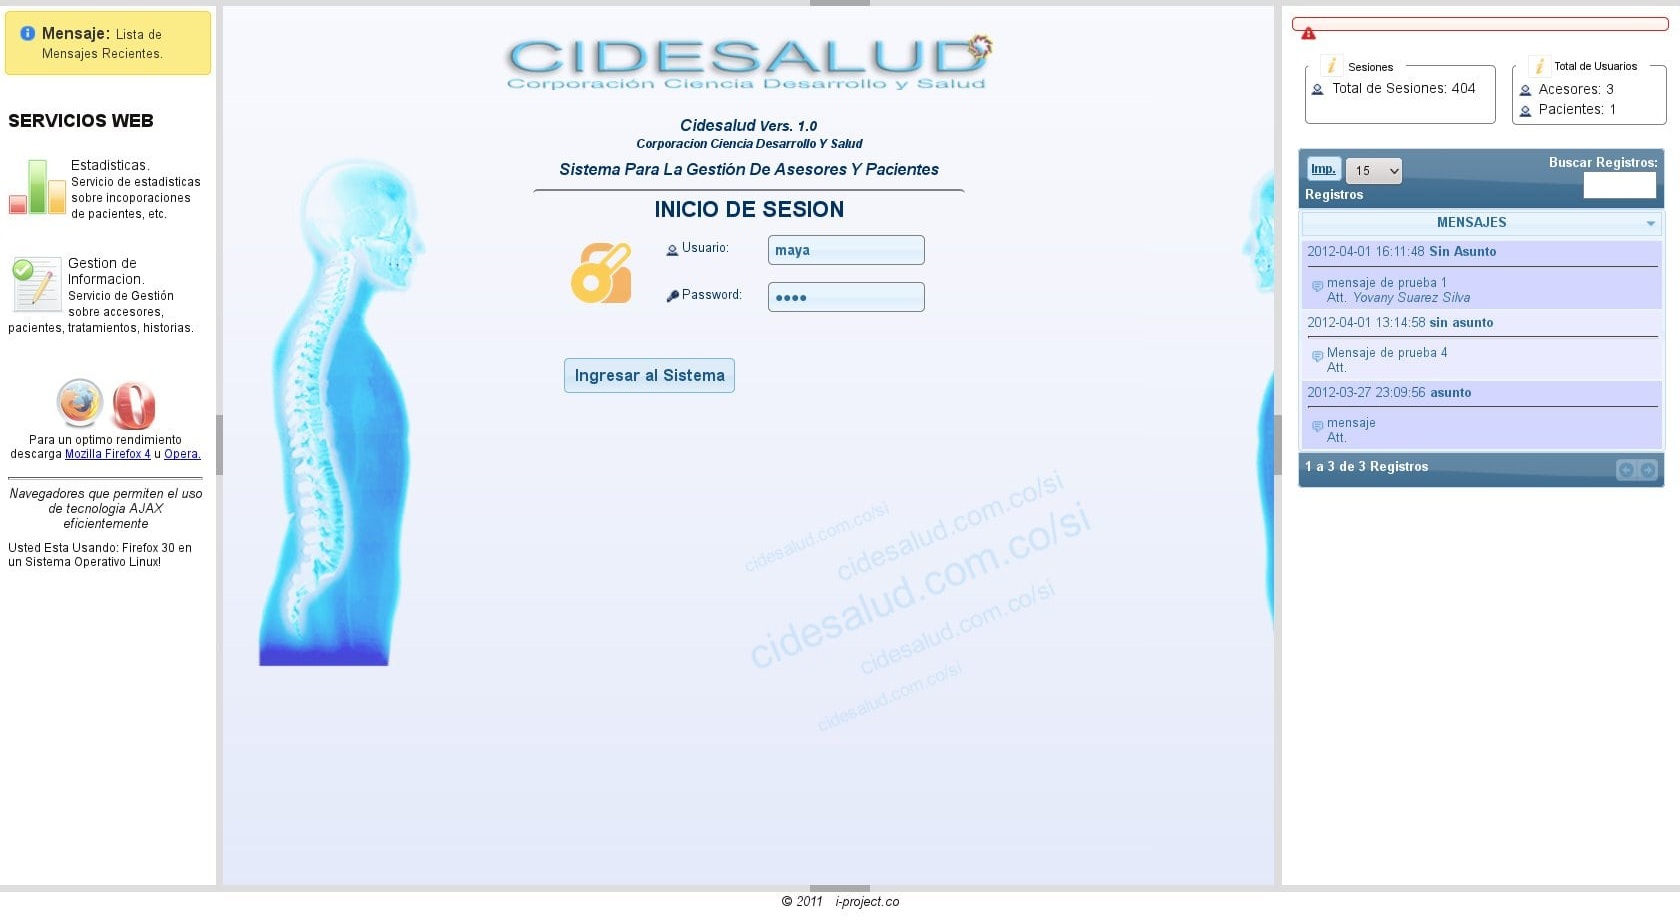 Mensaje: Lista de
Mensajes Recientes.
SERVICIOS WEB
Estadisticas.
Servicio de estadisticas
sobre incoporaciones
de pacientes, etc.
Gestion de
Informacion.
Servicio de Gestión
sobre accesores,
pacientes, tratamientos, historias.
Para un optimo rendimiento
descarga Mozilla Firefox 4 u Opera.
Navegadores que permiten el uso
de tecnologia AJAX
eficientemente
Usted Esta Usando: Firefox 30 en
un Sistema Operativo Linux!
CIDESALUD
Corporación Ciencia Desarrollo y Salud
Cidesalud Vers. 1.0
Corporacion Ciencia Desarrollo Y Salud
Sistema Para La Gestión De Asesores Y Pacientes
INICIO DE SESION
Usuario: maya
Password: ••••
Ingresar al Sistema
cidesalud.com.co/si
cidesalud.com.co/si
cidesalud.com.co/si
cidesalud.com.co/si
cidesalud.com.co/si
Sesiones
Total de Sesiones: 404
Total de Usuarios
Acesores: 3
Pacientes: 1
Imp. 15
Registros
Buscar Registros:
MENSAJES
2012-04-01 16:11:48 Sin Asunto
mensaje de prueba 1
Att. Yovany Suarez Silva
2012-04-01 13:14:58 sin asunto
Mensaje de prueba 4
Att.
2012-03-27 23:09:56 asunto
mensaje
Att.
1 a 3 de 3 Registros
© 2011 i-project.co